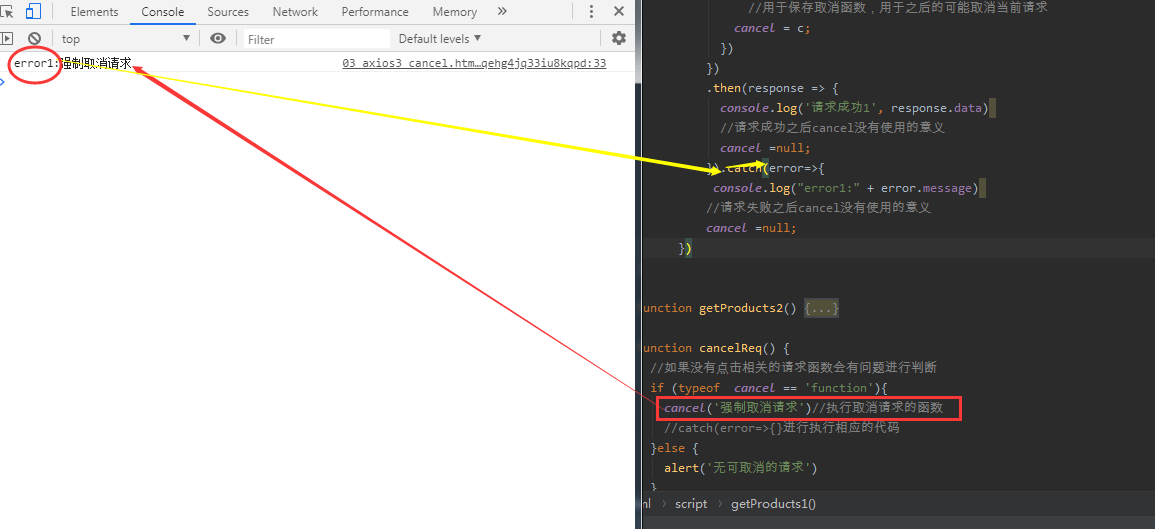 Elements Console Sources Network Performance Memory »
top Filter Default levels
error1:强制取消请求 03 axios3 cancel.htm…qehg4jq33iu8kqpd:33
//用于保存取消函数，用于之后的可能取消当前请求
cancel = c;
})
})
.then(response => {
console.log('请求成功1', response.data)
//请求成功之后cancel没有使用的意义
cancel =null;
}).catch(error=>{
console.log("error1:" + error.message)
//请求失败之后cancel没有使用的意义
cancel =null;
})
unction getProducts2() {...}
unction cancelReq() {
//如果没有点击相关的请求函数会有问题进行判断
if (typeof cancel == 'function'){
cancel('强制取消请求')//执行取消请求的函数
//catch(error=>{}进行执行相应的代码
}else {
alert('无可取消的请求')
}
ml › script › getProducts1()